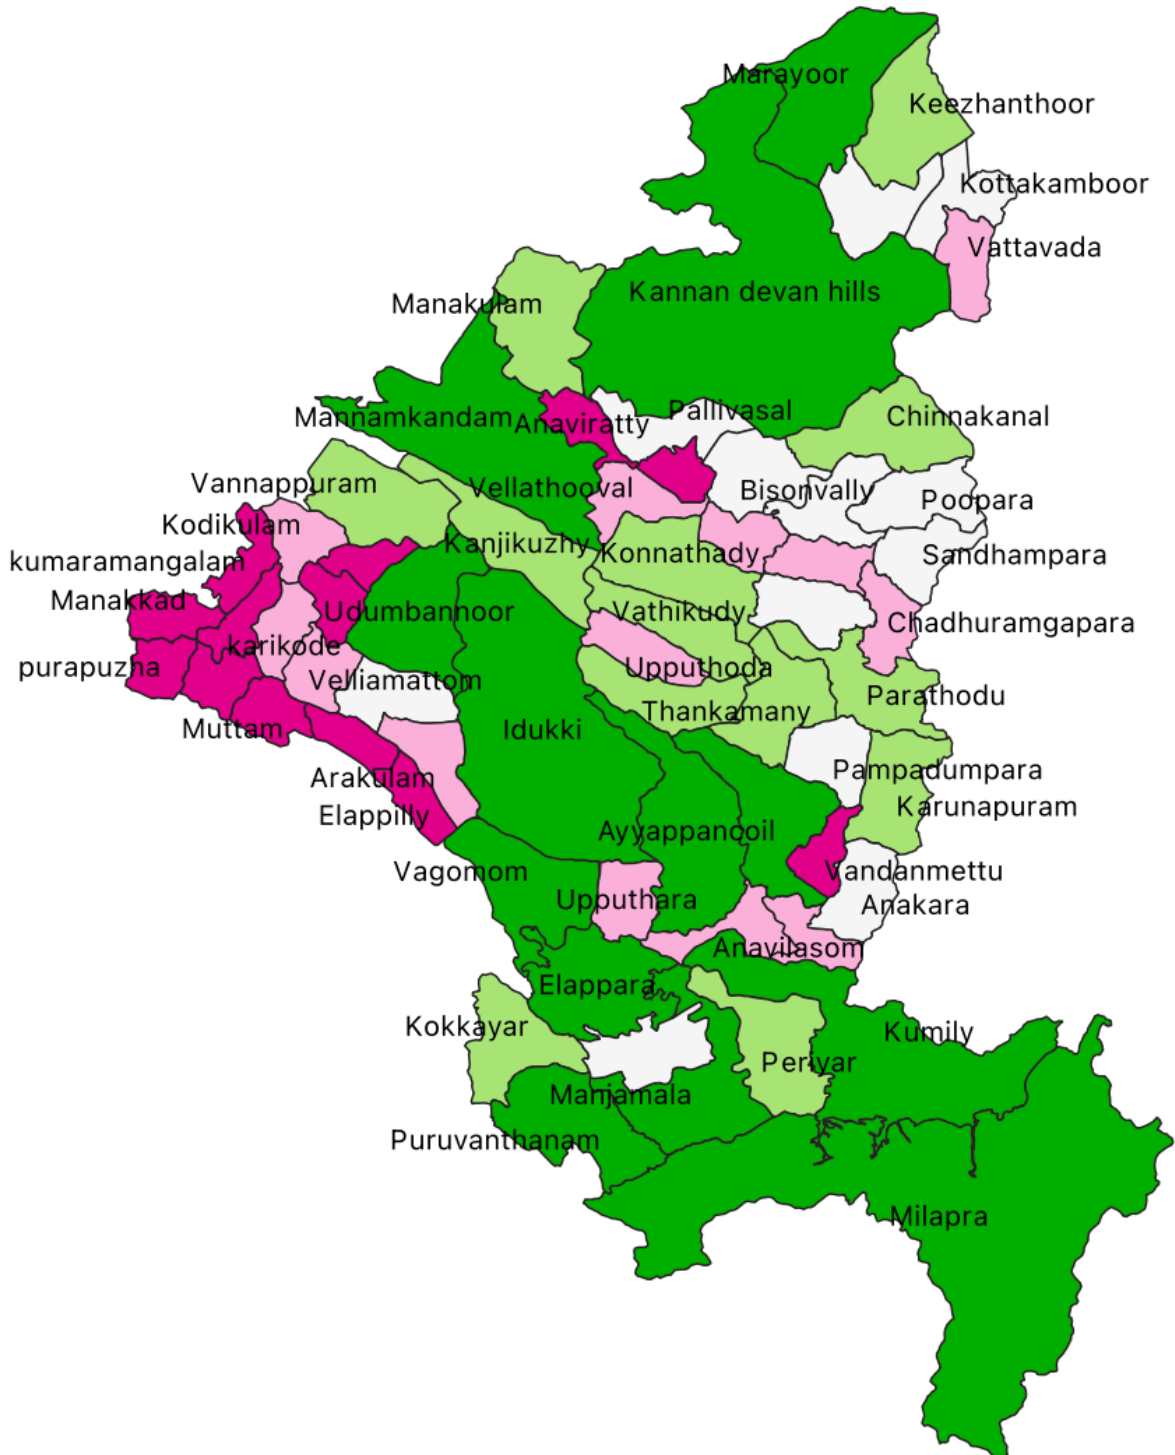 Marayoor
Keezhanthoor
Kottakamboor
Vattavada
Kannan devan hills
Manakulam
Pallivasal
Chinnakanal
Mannamkandam
Anaviratty
Vannappuram
Vellathooval
Bisonvally
Poopara
Kodikulam
Kanjikuzhy
Konnathady
Sandhampara
kumaramangalam
Manakkad
Udumbannoor
Vathikudy
Chadhuramgapara
karikode
purapuzha
Upputhoda
Velliamattom
Parathodu
Thankamany
Muttam
Idukki
Pampadumpara
Arakulam
Karunapuram
Elappilly
Ayyappancoil
Vagomom
Vandanmettu
Upputhara
Anakara
Anavilasom
Elappara
Kokkayar
Kumily
Periyar
Manjamala
Puruvanthanam
Milapra